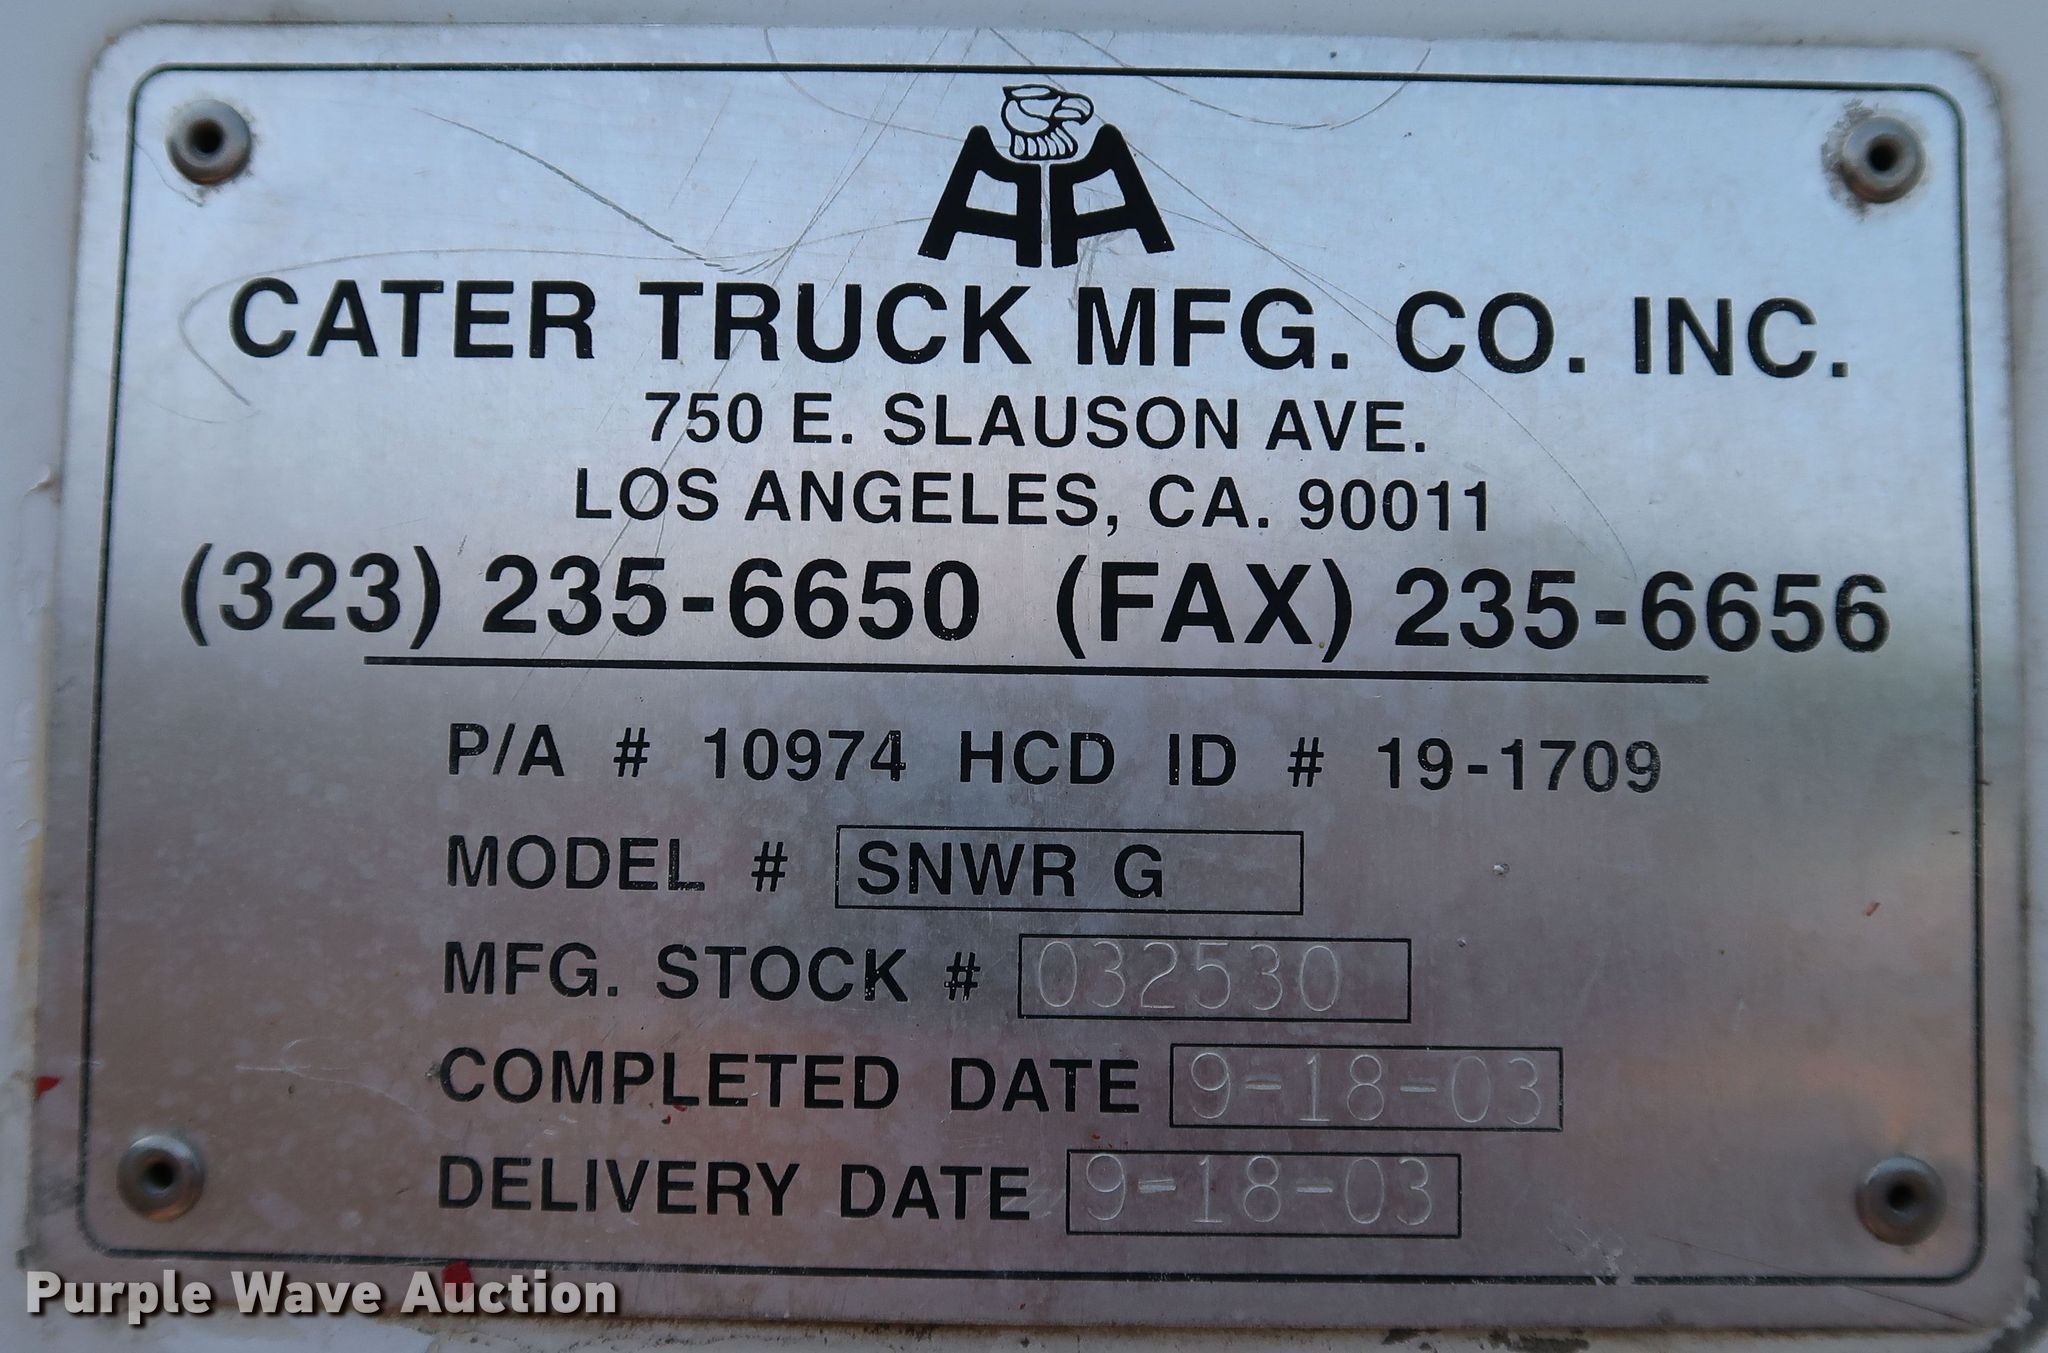 AA
CATER TRUCK MFG. CO. INC.
750 E. SLAUSON AVE.
LOS ANGELES, CA. 90011
(323) 235-6650 (FAX) 235-6656
P/A # 10974 HCD ID # 19-1709
MODEL # SNWR G
MFG. STOCK # 032530
COMPLETED DATE 9-18-03
DELIVERY DATE 9-18-03
Purple Wave Auction